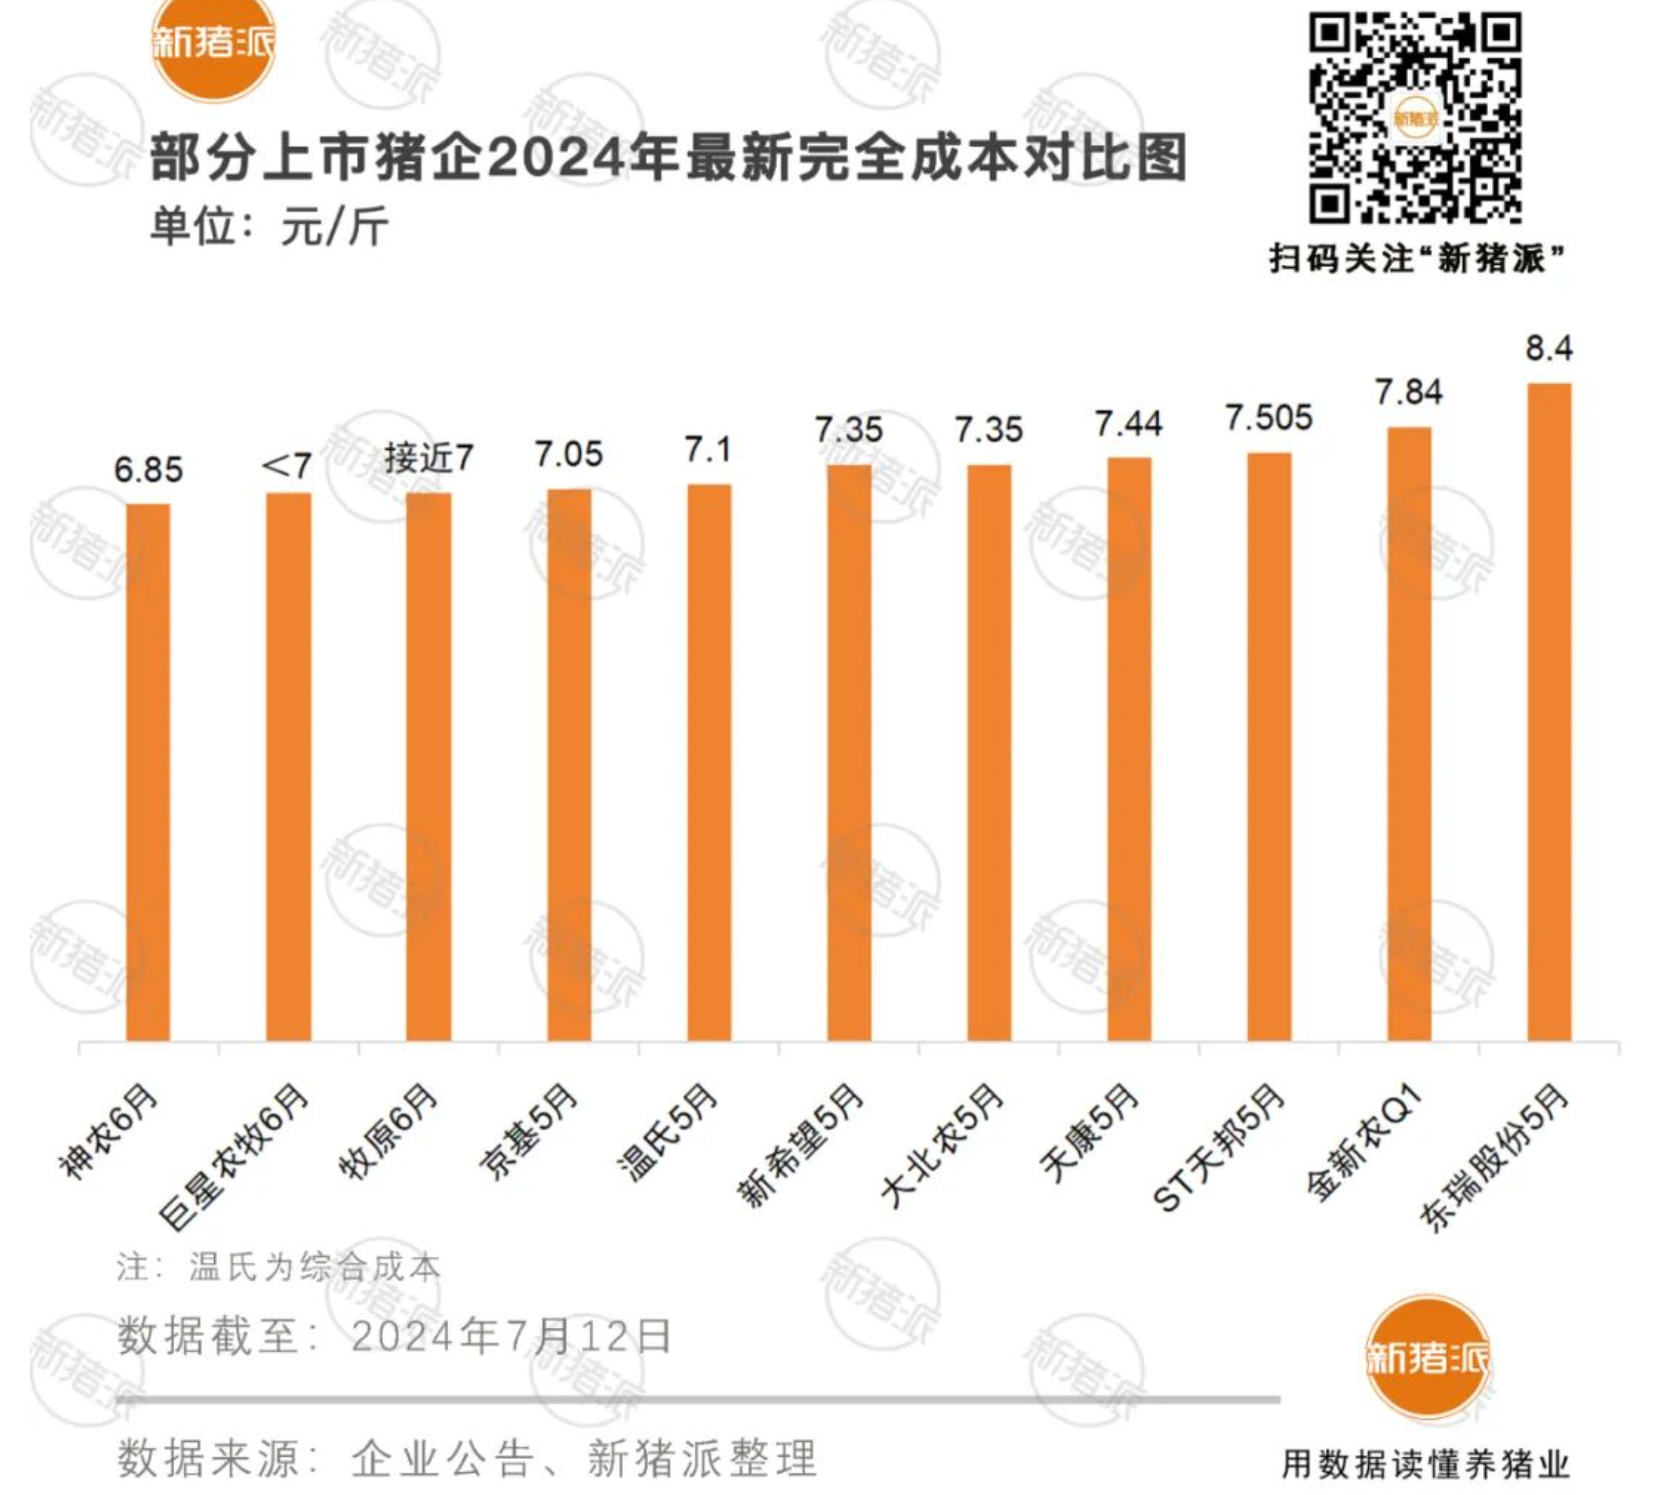 新猪派
部分上市猪企2024年最新完全成本对比图
单位：元/斤
新猪派
扫码关注“新猪派”
6.85
<7
接近7
7.05
7.1
7.35
7.35
7.44
7.505
7.84
8.4
神农6月
巨星农牧6月
牧原6月
京基5月
温氏5月
新希望5月
大北农5月
天康5月
ST天邦5月
金新农Q1
东瑞股份5月
注：温氏为综合成本
数据截至：2024年7月12日
数据来源：企业公告、新猪派整理
新猪派
用数据读懂养猪业